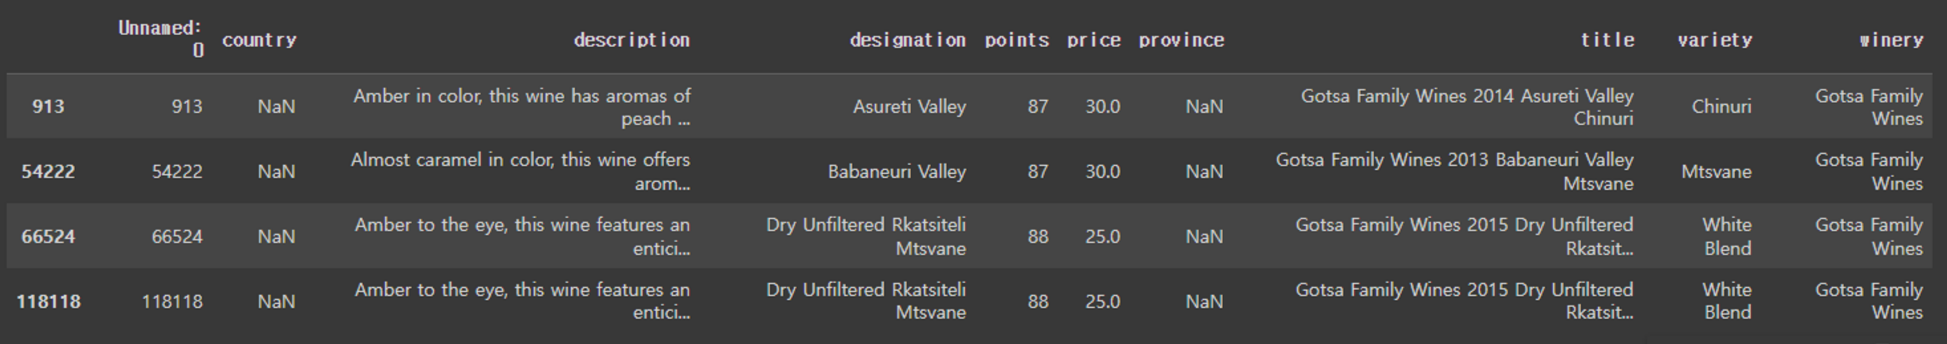 Unnamed: 0 country description designation points price province title variety winery
913 913 NaN Amber in color, this wine has aromas of peach ... Asureti Valley 87 30.0 NaN Gotsa Family Wines 2014 Asureti Valley Chinuri Chinuri Gotsa Family Wines
54222 54222 NaN Almost caramel in color, this wine offers arom... Babaneuri Valley 87 30.0 NaN Gotsa Family Wines 2013 Babaneuri Valley Mtsvane Mtsvane Gotsa Family Wines
66524 66524 NaN Amber to the eye, this wine features an entici... Dry Unfiltered Rkatsiteli Mtsvane 88 25.0 NaN Gotsa Family Wines 2015 Dry Unfiltered Rkatsit... White Blend Gotsa Family Wines
118118 118118 NaN Amber to the eye, this wine features an entici... Dry Unfiltered Rkatsiteli Mtsvane 88 25.0 NaN Gotsa Family Wines 2015 Dry Unfiltered Rkatsit... White Blend Gotsa Family Wines